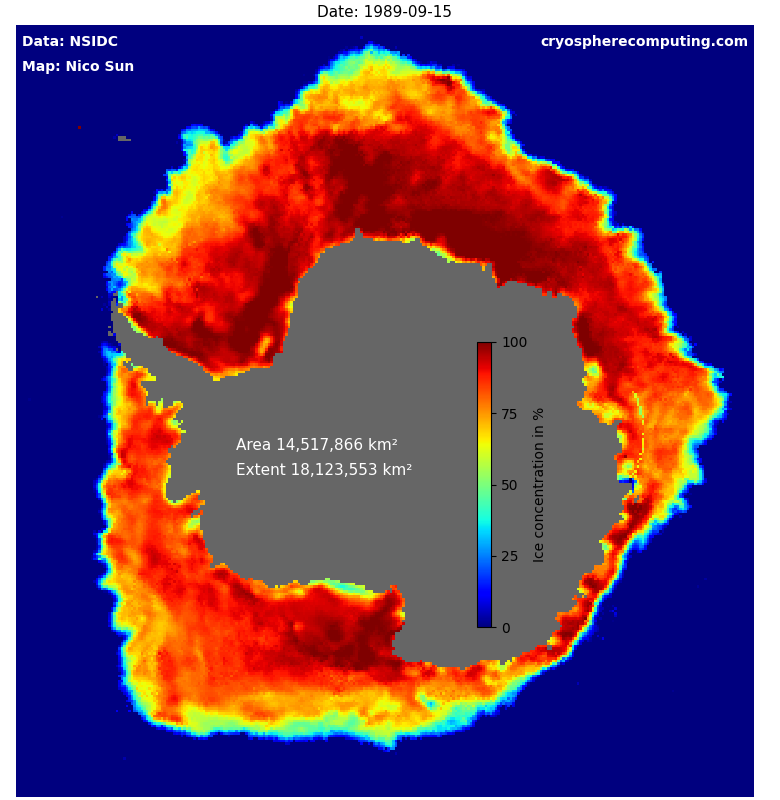 Date: 1989-09-15
Data: NSIDC
cryospherecomputing.com
Map: Nico Sun
Area 14,517,866 km²
Extent 18,123,553 km²
100
75
50
25
0
Ice concentration in %